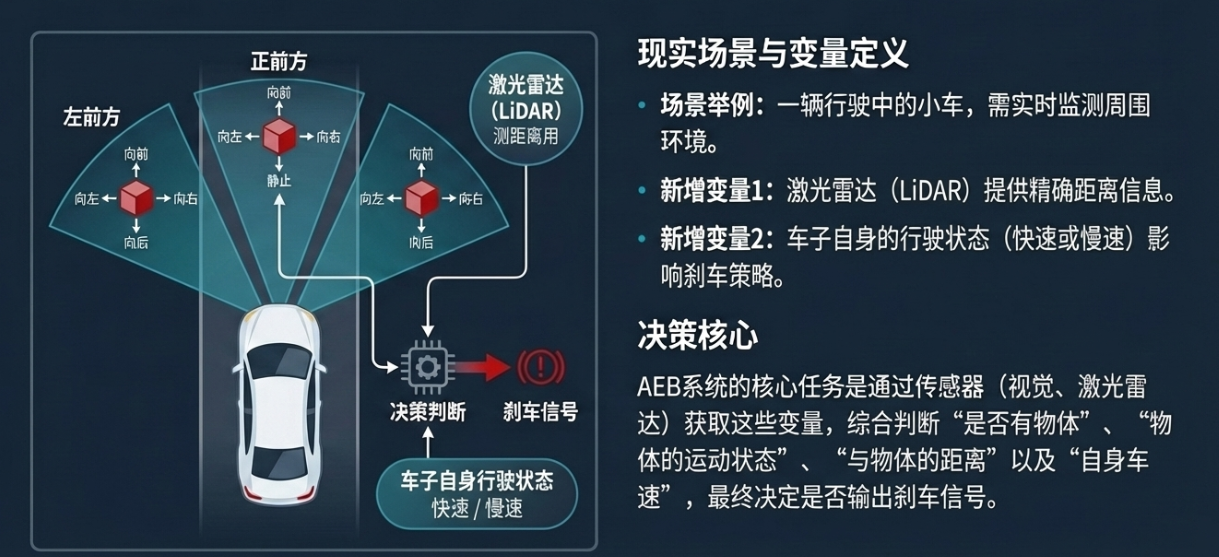 正前方
左前方
向前
向左
向右
静止
向前
向左
向右
向后
向前
向左
向右
向后
激光雷达
（LiDAR）
测距离用
决策判断
刹车信号
车子自身行驶状态
快速 / 慢速
现实场景与变量定义
• 场景举例：一辆行驶中的小车，需实时监测周围
环境。
• 新增变量1：激光雷达（LiDAR）提供精确距离信息。
• 新增变量2：车子自身的行驶状态（快速或慢速）影
响刹车策略。
决策核心
AEB系统的核心任务是通过传感器（视觉、激光雷
达）获取这些变量，综合判断“是否有物体”、“物
体的运动状态”、“与物体的距离”以及“自身车
速”，最终决定是否输出刹车信号。